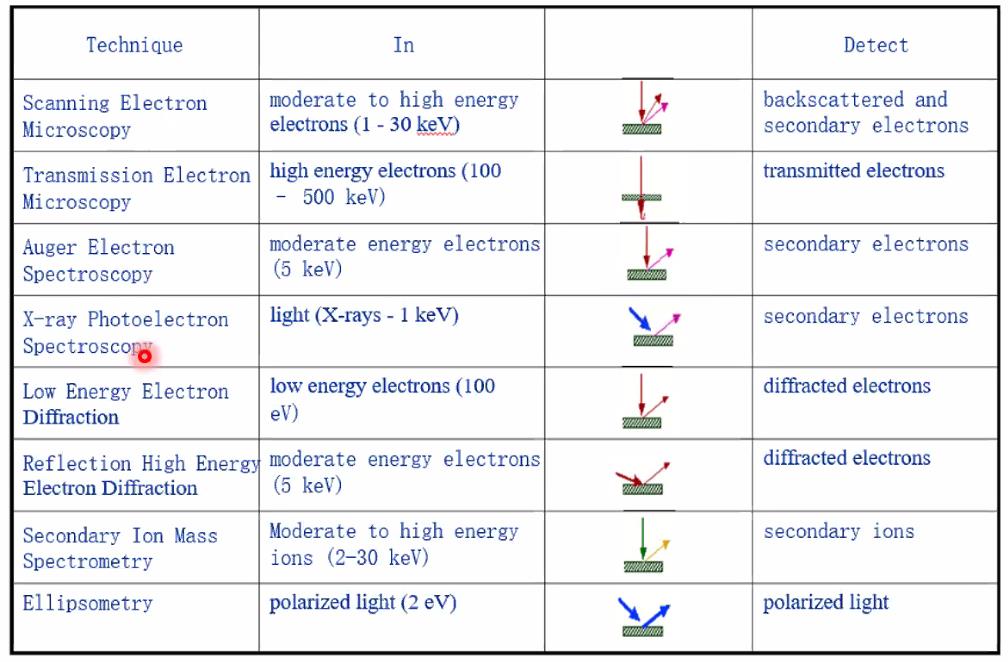 Technique In Detect
Scanning Electron
Microscopy
moderate to high energy
electrons (1 - 30 keV)
backscattered and
secondary electrons
Transmission Electron
Microscopy
high energy electrons (100
– 500 keV)
transmitted electrons
Auger Electron
Spectroscopy
moderate energy electrons
(5 keV)
secondary electrons
X-ray Photoelectron
Spectroscopy
light (X-rays - 1 keV)
secondary electrons
Low Energy Electron
Diffraction
low energy electrons (100
eV)
diffracted electrons
Reflection High Energy
Electron Diffraction
moderate energy electrons
(5 keV)
diffracted electrons
Secondary Ion Mass
Spectrometry
Moderate to high energy
ions (2-30 keV)
secondary ions
Ellipsometry
polarized light (2 eV)
polarized light